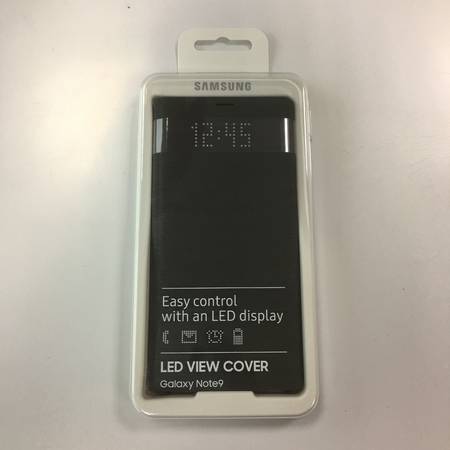 SAMSUNG
12:45
Easy control
with an LED display
LED VIEW COVER
Galaxy Note9